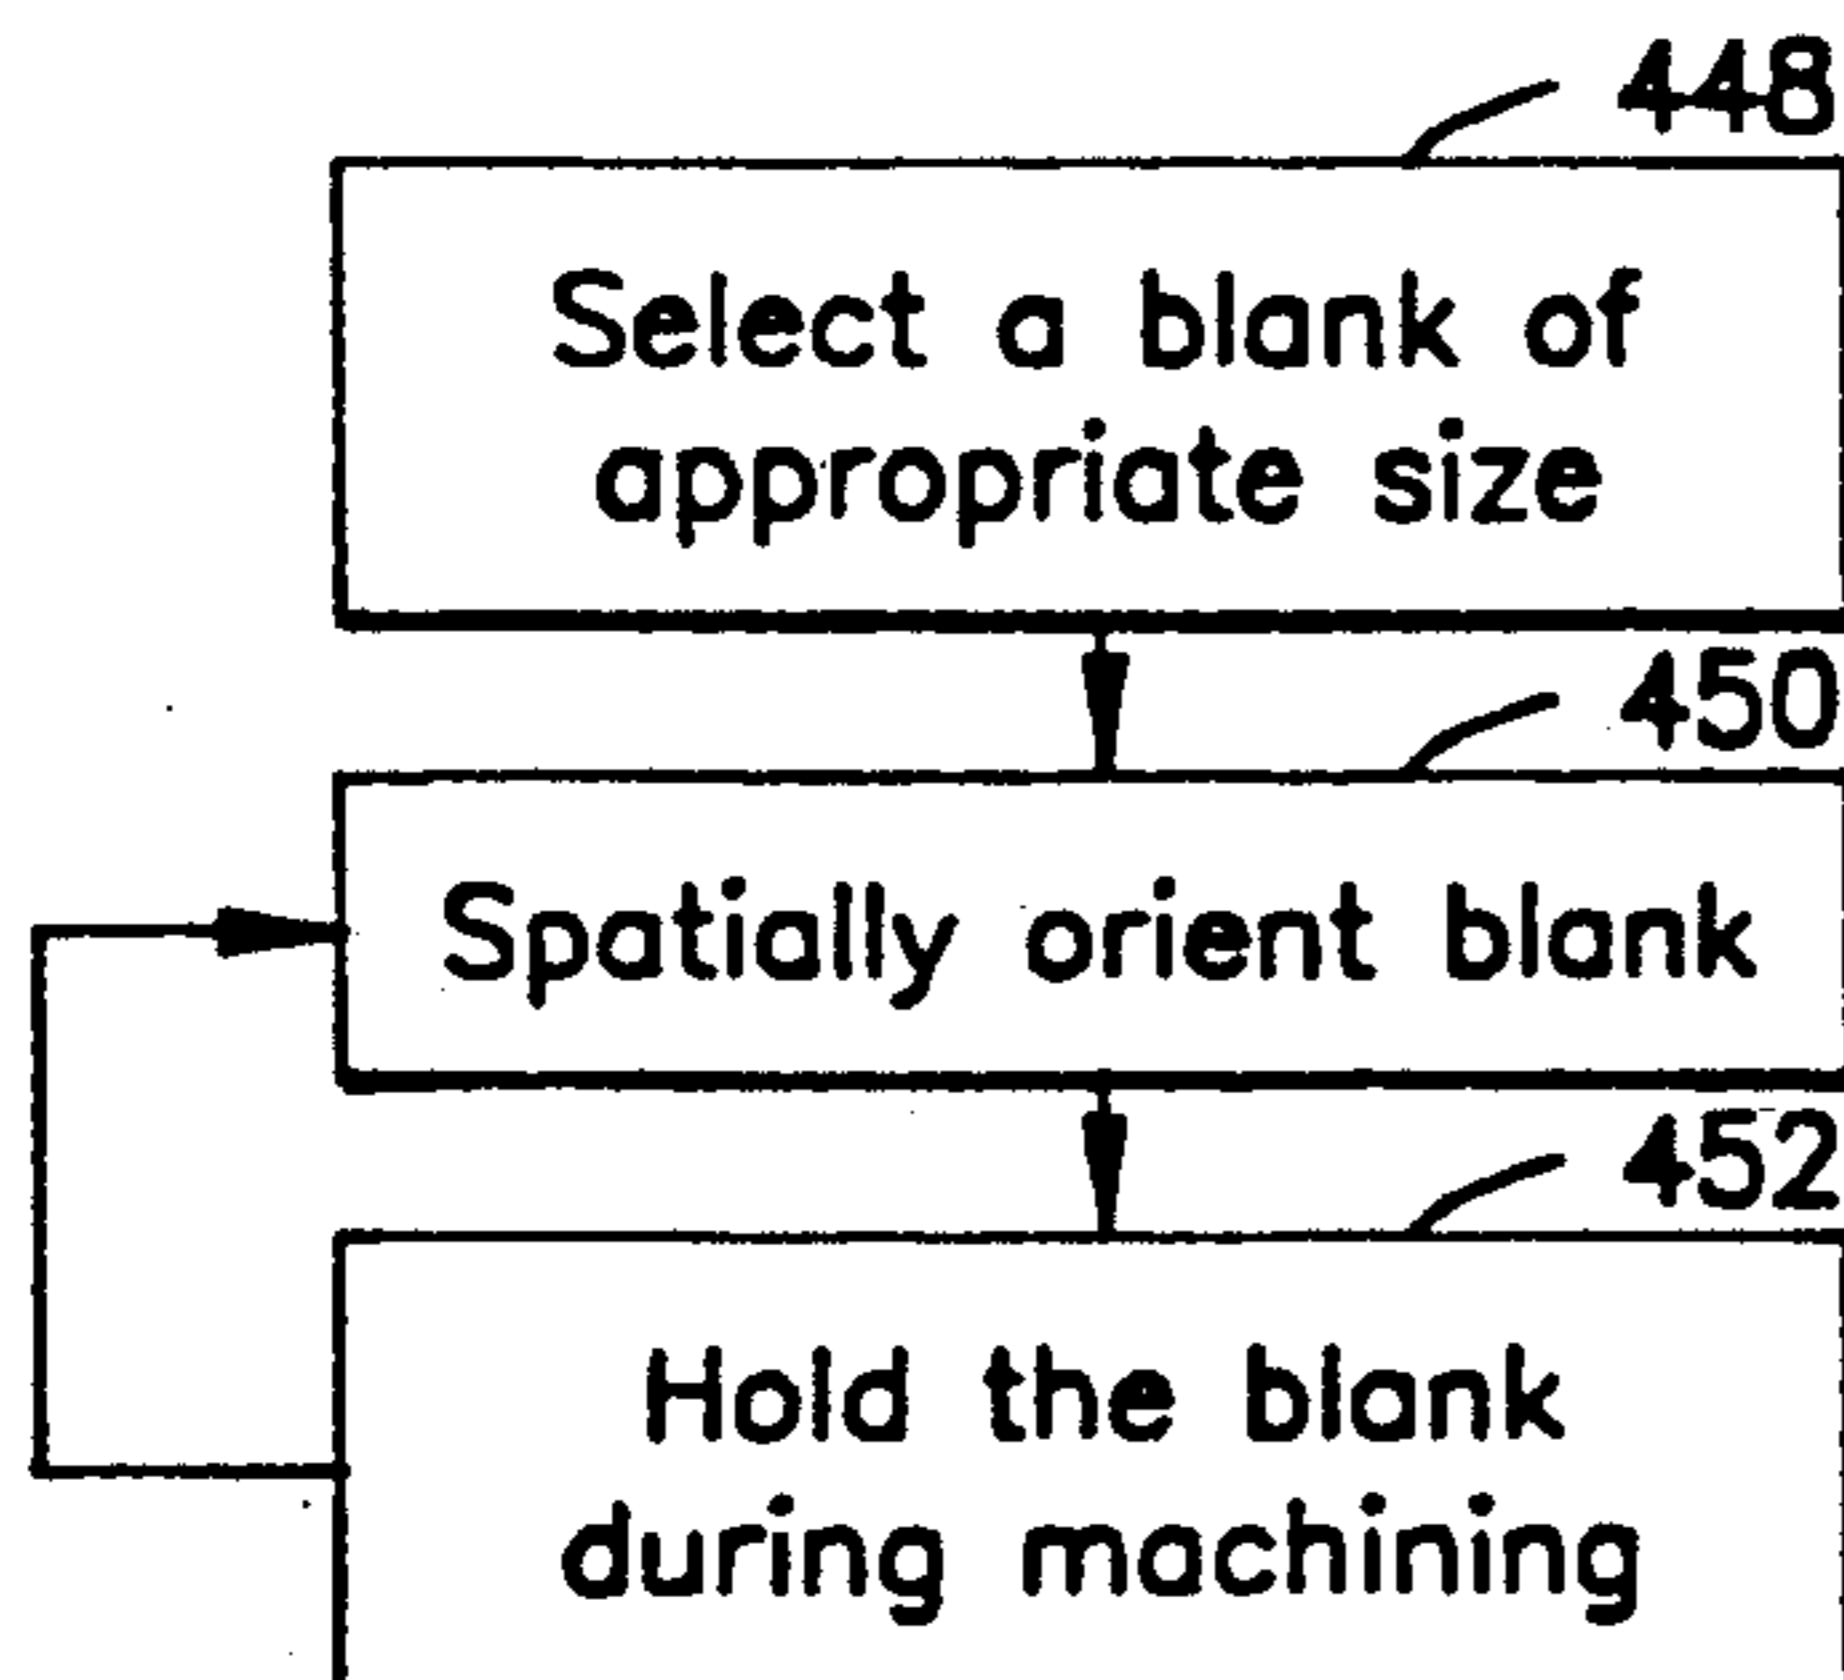 448
Select a blank of
appropriate size
450
Spatially orient blank
452
Hold the blank
during machining